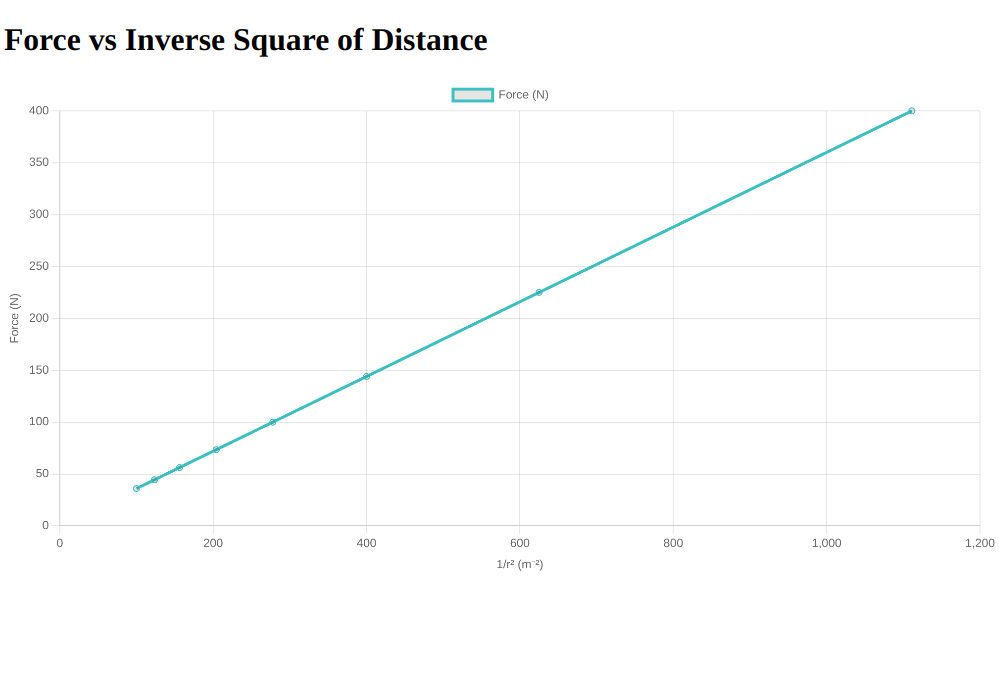 Force vs Inverse Square of Distance
Force (N)
400
350
300
250
200
150
100
50
0
Force (N)
0 200 400 600 800 1,000 1,200
1/r² (m⁻²)